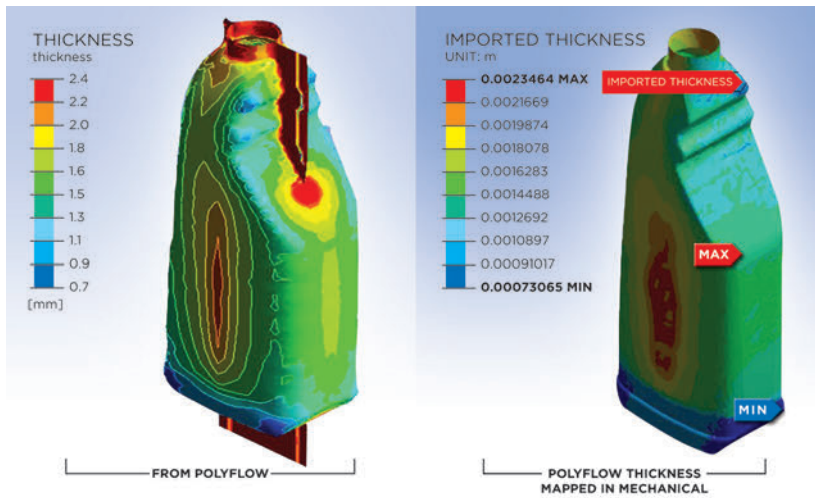 THICKNESS
thickness
2.4
2.2
2.0
1.8
1.6
1.5
1.3
1.1
0.9
0.7
[mm]
FROM POLYFLOW
IMPORTED THICKNESS
UNIT: m
0.0023464 MAX
0.0021669
0.0019874
0.0018078
0.0016283
0.0014488
0.0012692
0.0010897
0.00091017
0.00073065 MIN
IMPORTED THICKNESS
MAX
MIN
POLYFLOW THICKNESS
MAPPED IN MECHANICAL